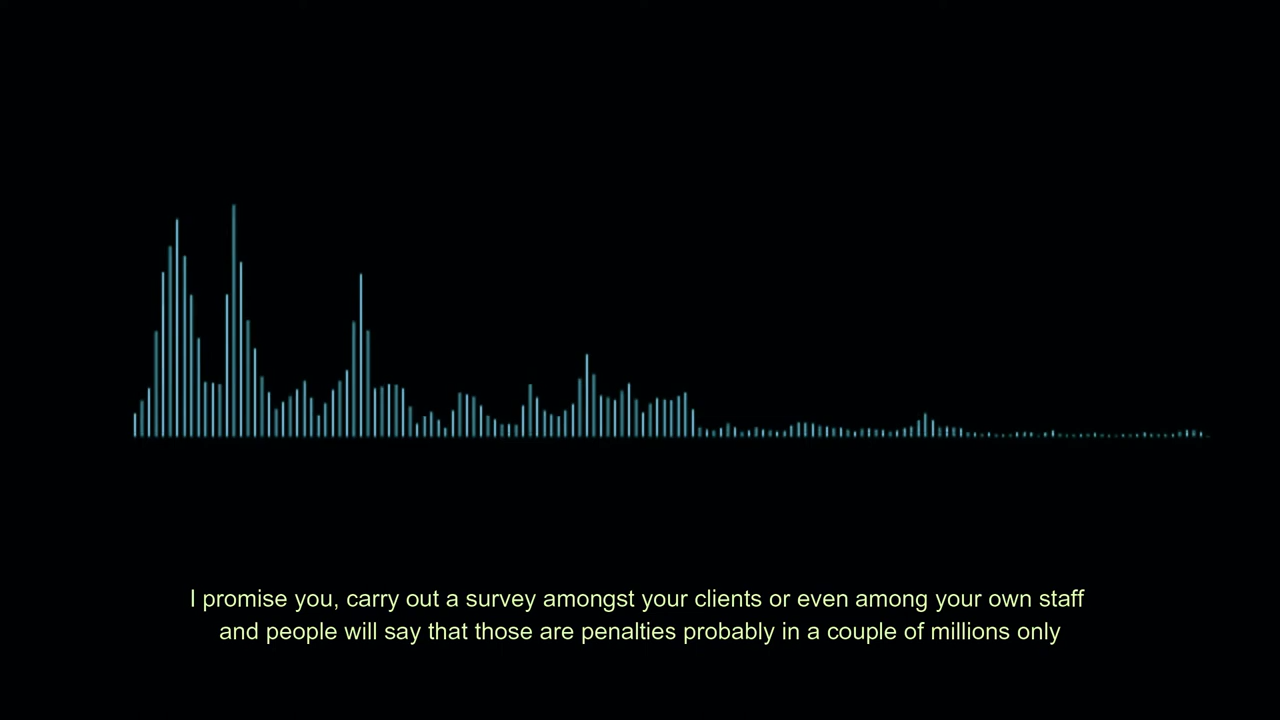 I promise you, carry out a survey amongst your clients or even among your own staff
and people will say that those are penalties probably in a couple of millions only